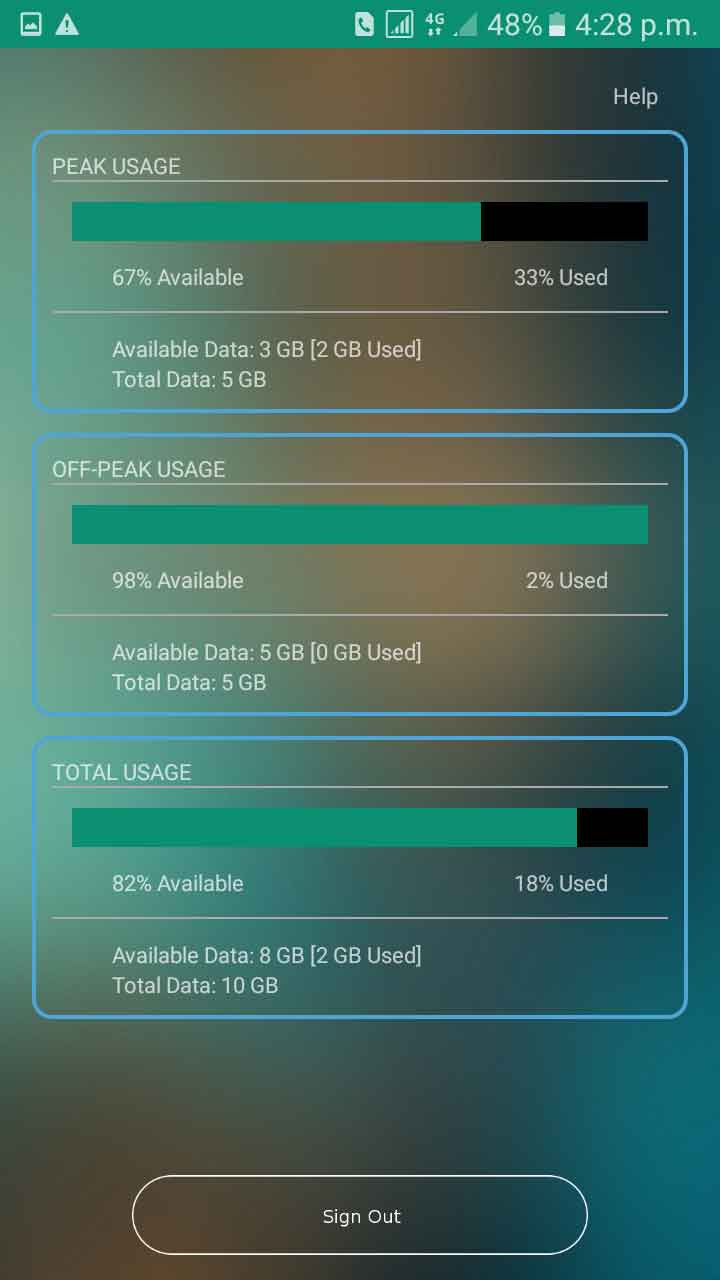 4G 48% 4:28 p.m.
Help
PEAK USAGE
67% Available 33% Used
Available Data: 3 GB [2 GB Used]
Total Data: 5 GB
OFF-PEAK USAGE
98% Available 2% Used
Available Data: 5 GB [0 GB Used]
Total Data: 5 GB
TOTAL USAGE
82% Available 18% Used
Available Data: 8 GB [2 GB Used]
Total Data: 10 GB
Sign Out